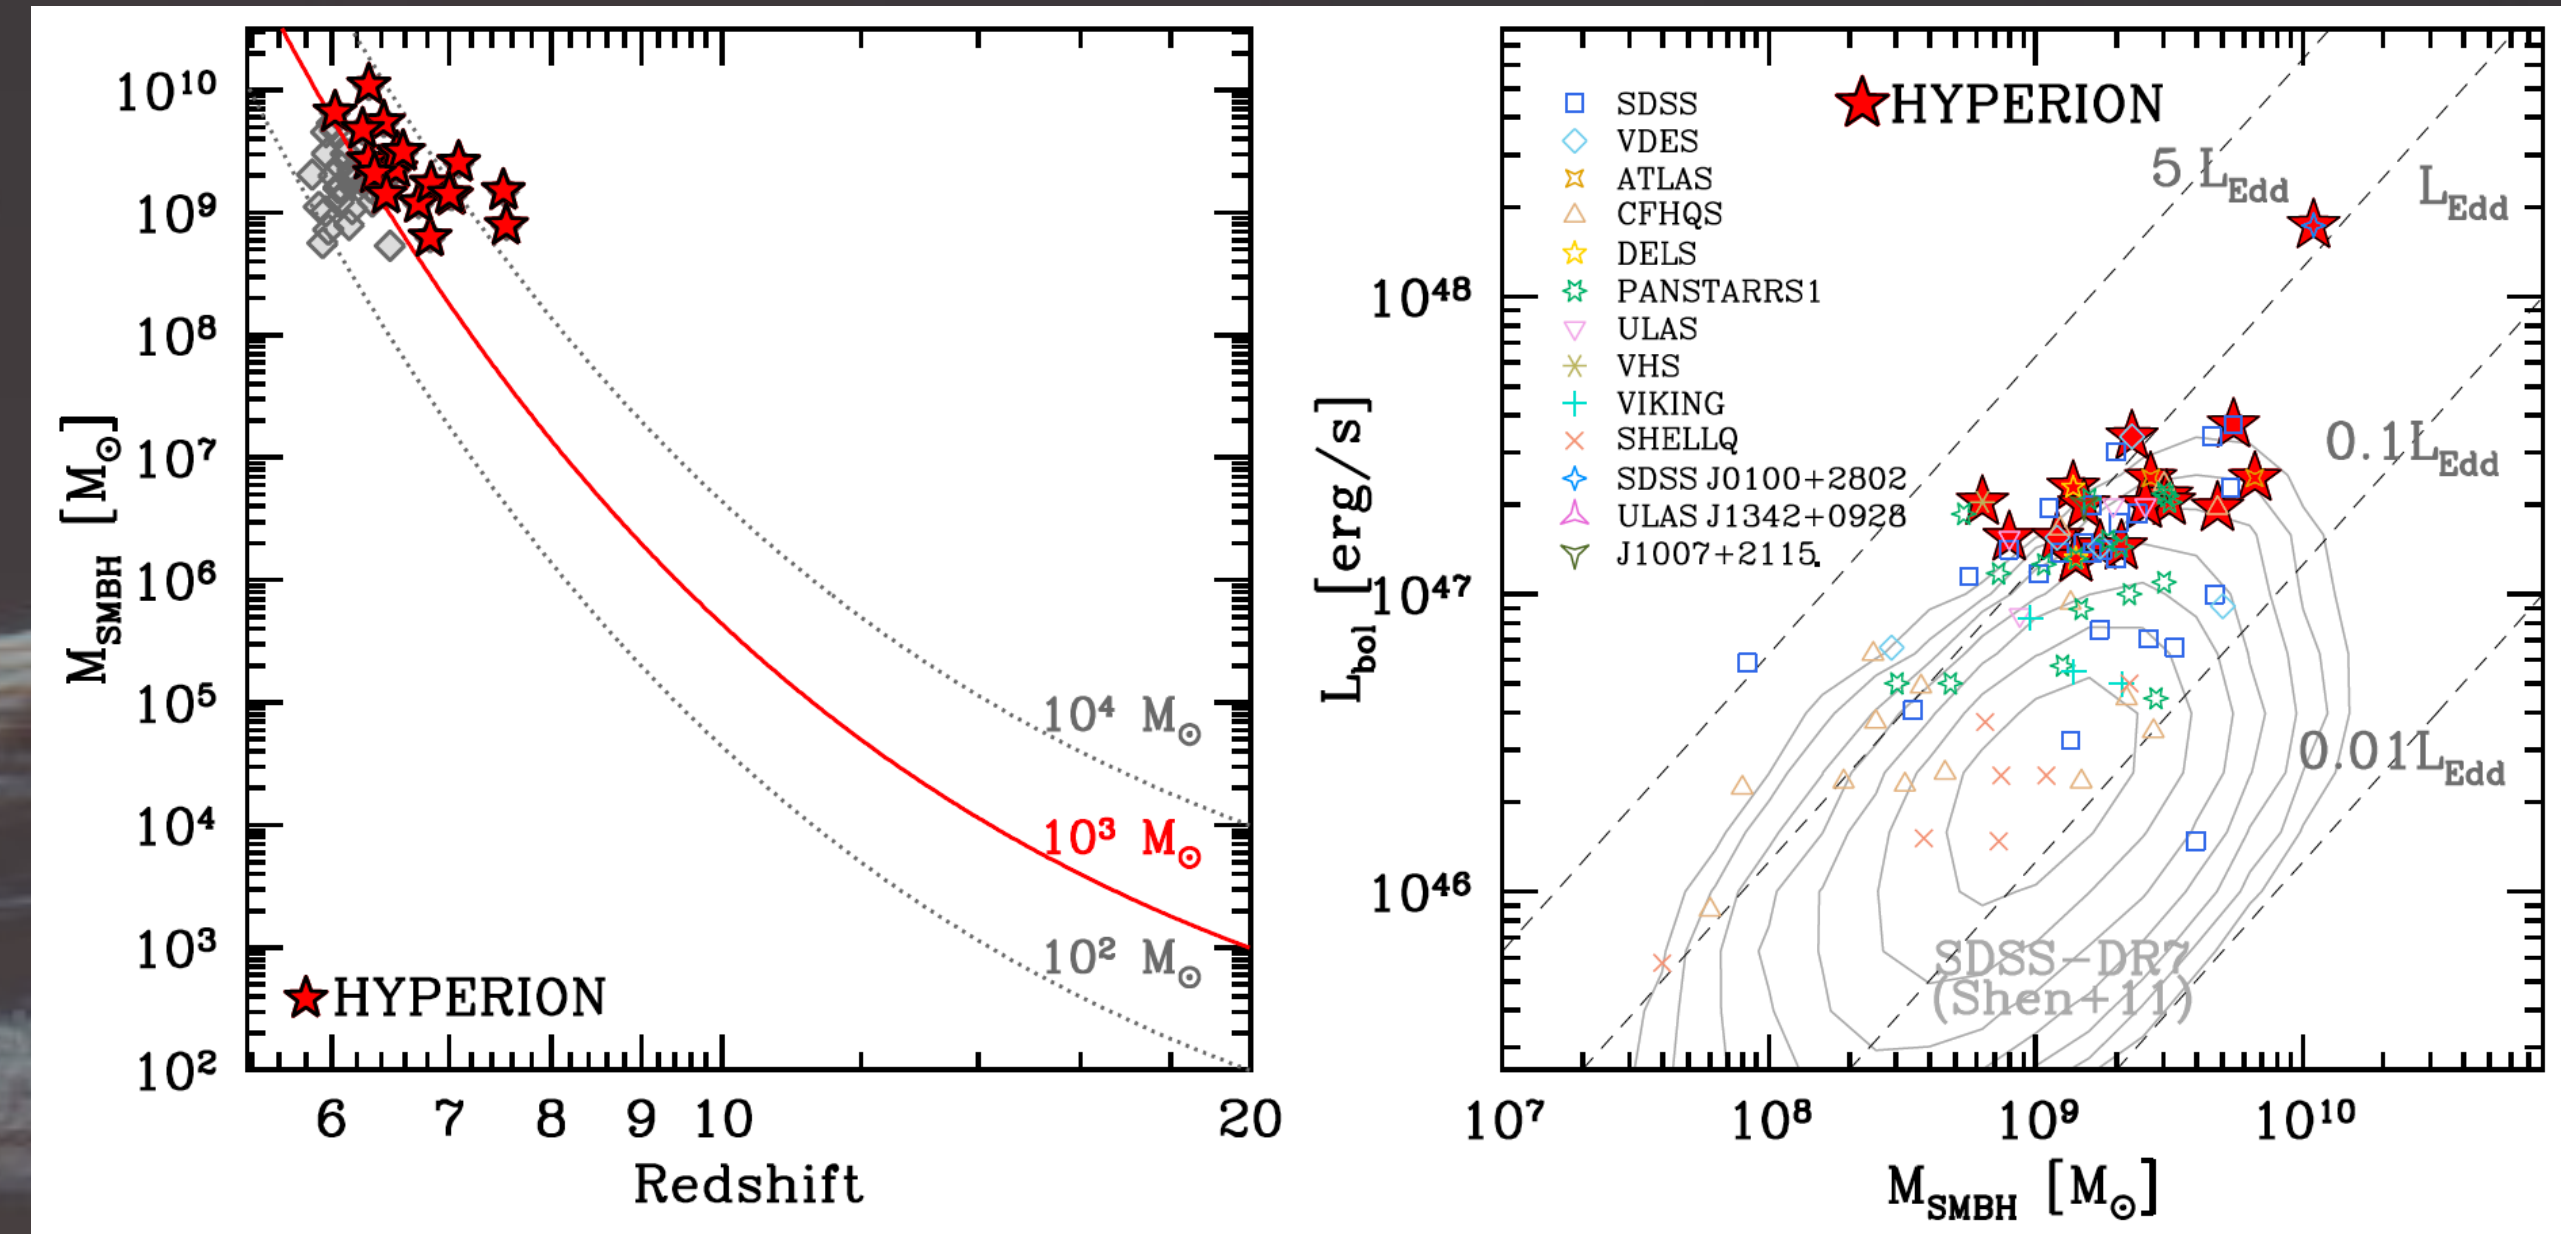 10¹⁰
10⁹
10⁸
10⁷
10⁶
10⁵
10⁴
10³
10²
M_SMBH [M_⊙]
10⁴ M_⊙
10³ M_⊙
10² M_⊙
HYPERION
6 7 8 9 10 20
Redshift
HYPERION
SDSS
VDES
ATLAS
CFHQS
DELS
PANSTARRS1
ULAS
VHS
VIKING
SHELLQ
SDSS J0100+2802
ULAS J1342+0928
J1007+2115.
5 L_Edd
L_Edd
0.1L_Edd
0.01L_Edd
SDSS-DR7
(Shen+11)
10⁴⁸
10⁴⁷
10⁴⁶
L_bol [erg/s]
10⁷ 10⁸ 10⁹ 10¹⁰
M_SMBH [M_⊙]